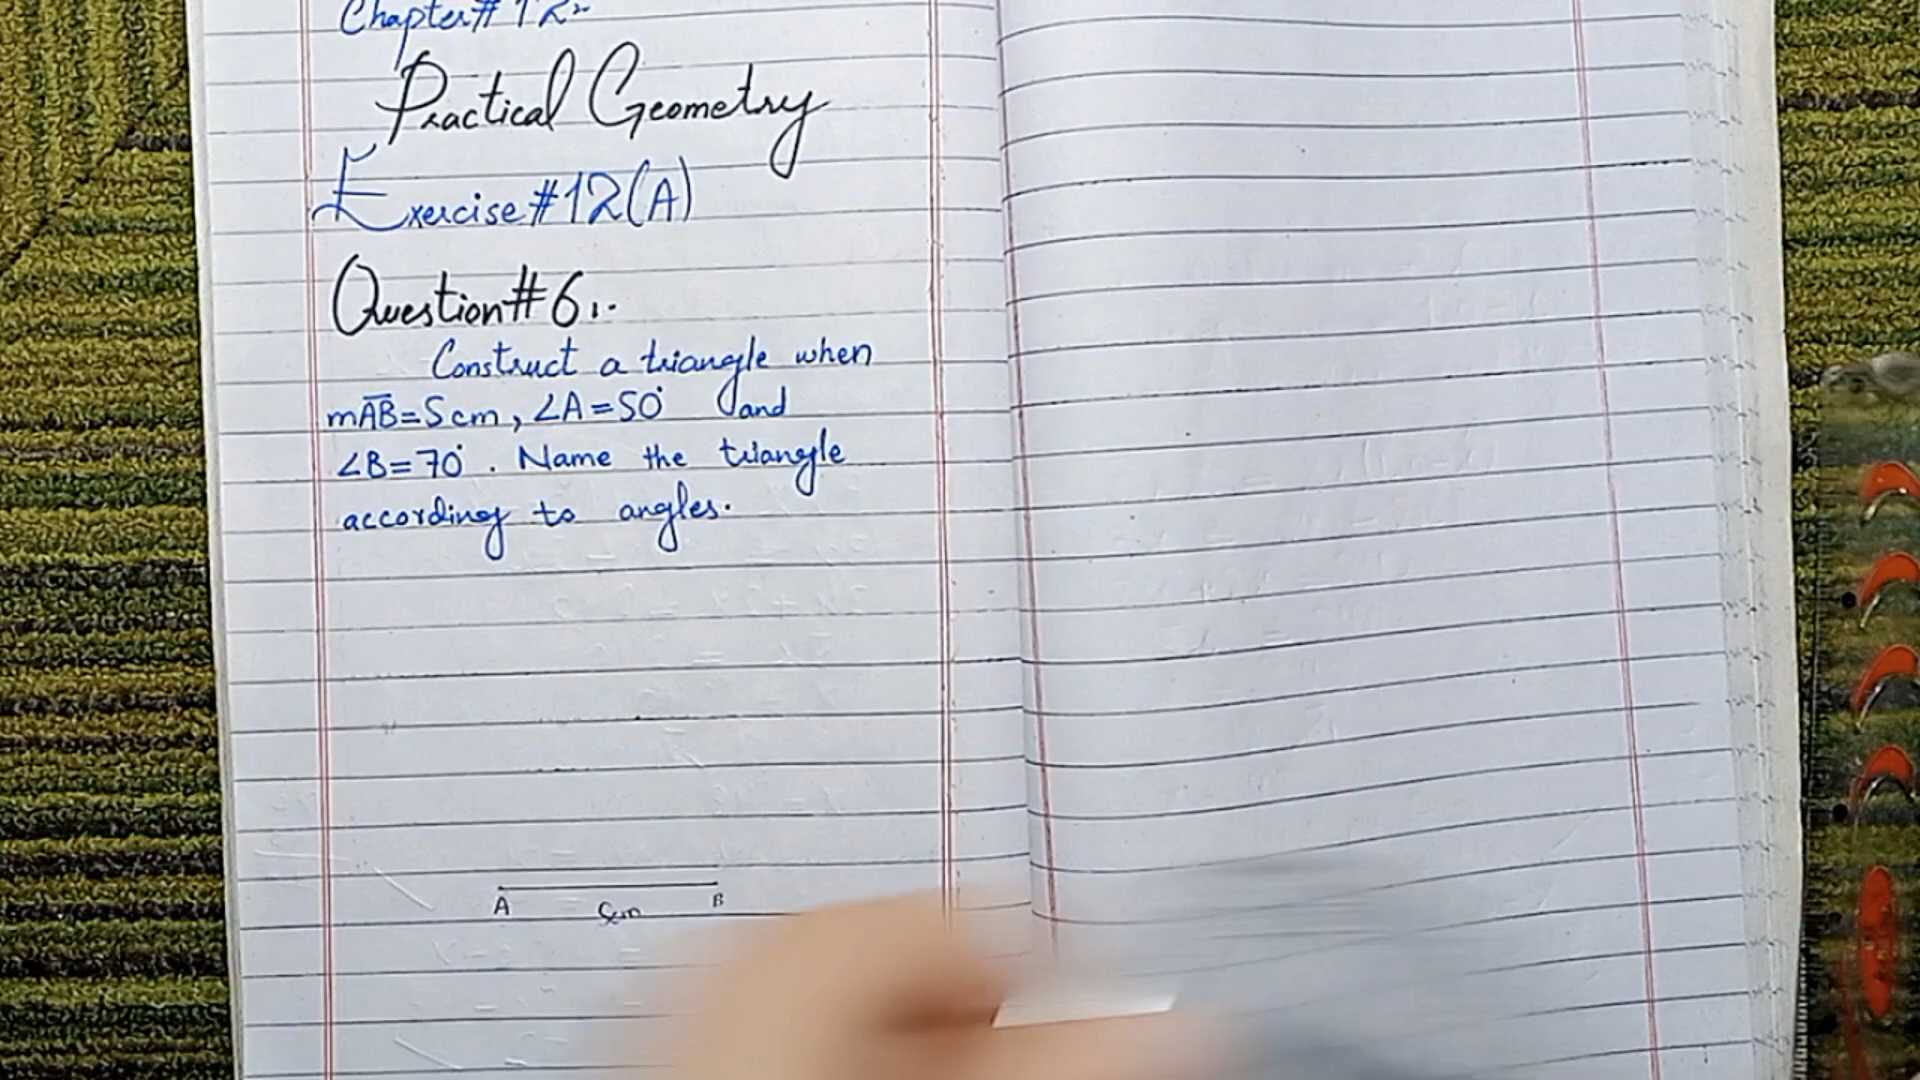 Chapter# 12:-
Practical Geometry
Exercise #12(A)
Question#6:-
Construct a triangle when
mAB=5cm, ∠A=50° and
∠B=70°. Name the triangle
according to angles.
A 5cm B